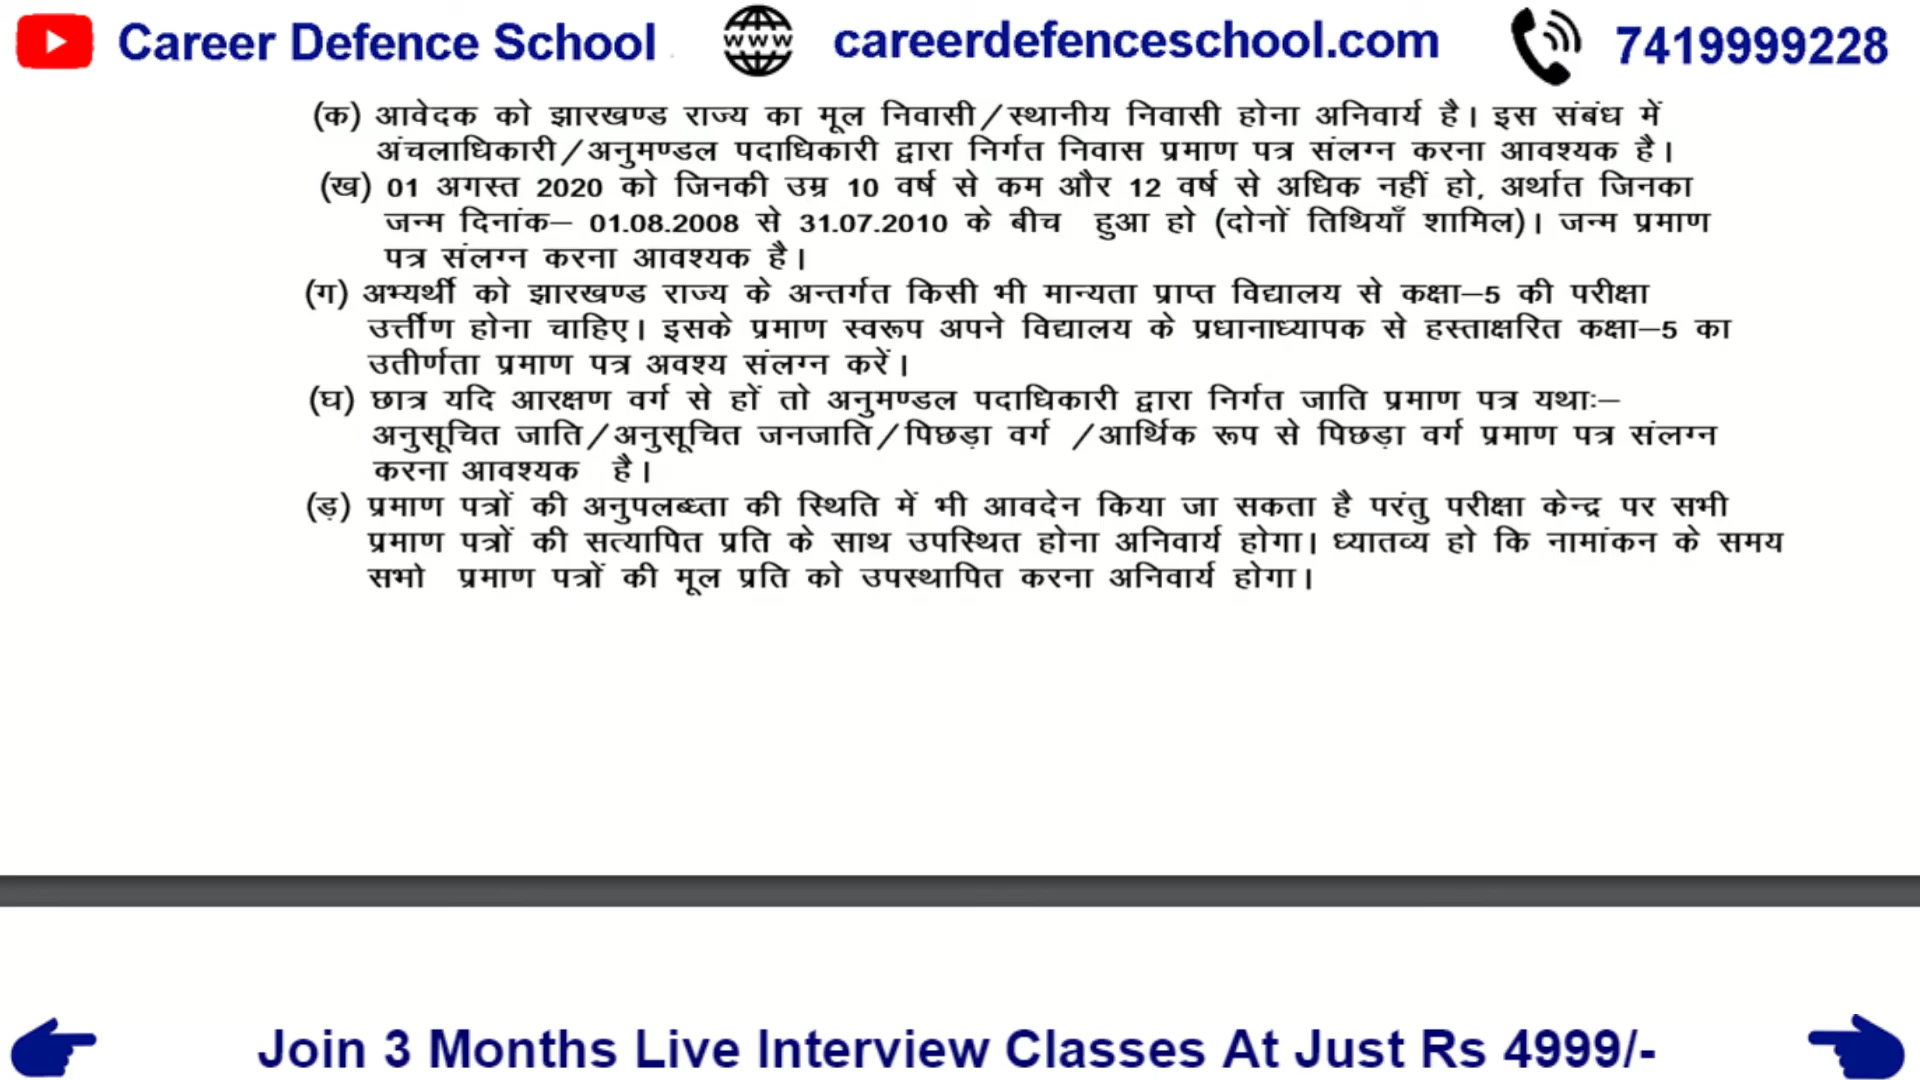 Career Defence School
www
careerdefenceschool.com
7419999228
(क) आवेदक को झारखण्ड राज्य का मूल निवासी/स्थानीय निवासी होना अनिवार्य है। इस संबंध में
अंचलाधिकारी/अनुमण्डल पदाधिकारी द्वारा निर्गत निवास प्रमाण पत्र संलग्न करना आवश्यक है।
(ख) 01 अगस्त 2020 को जिनकी उम्र 10 वर्ष से कम और 12 वर्ष से अधिक नहीं हो, अर्थात जिनका
जन्म दिनांक– 01.08.2008 से 31.07.2010 के बीच हुआ हो (दोनों तिथियाँ शामिल)। जन्म प्रमाण
पत्र संलग्न करना आवश्यक है।
(ग) अभ्यर्थी को झारखण्ड राज्य के अन्तर्गत किसी भी मान्यता प्राप्त विद्यालय से कक्षा–5 की परीक्षा
उर्त्तीण होना चाहिए। इसके प्रमाण स्वरूप अपने विद्यालय के प्रधानाध्यापक से हस्ताक्षरित कक्षा–5 का
उतीर्णता प्रमाण पत्र अवश्य संलग्न करें।
(घ) छात्र यदि आरक्षण वर्ग से हों तो अनुमण्डल पदाधिकारी द्वारा निर्गत जाति प्रमाण पत्र यथाः–
अनुसूचित जाति/अनुसूचित जनजाति/पिछड़ा वर्ग /आर्थिक रूप से पिछड़ा वर्ग प्रमाण पत्र संलग्न
करना आवश्यक है।
(ड़) प्रमाण पत्रों की अनुपलब्ध्ता की स्थिति में भी आवदेन किया जा सकता है परंतु परीक्षा केन्द्र पर सभी
प्रमाण पत्रों की सत्यापित प्रति के साथ उपस्थित होना अनिवार्य होगा। ध्यातव्य हो कि नामांकन के समय
सभो प्रमाण पत्रों की मूल प्रति को उपस्थापित करना अनिवार्य होगा।
Join 3 Months Live Interview Classes At Just Rs 4999/-